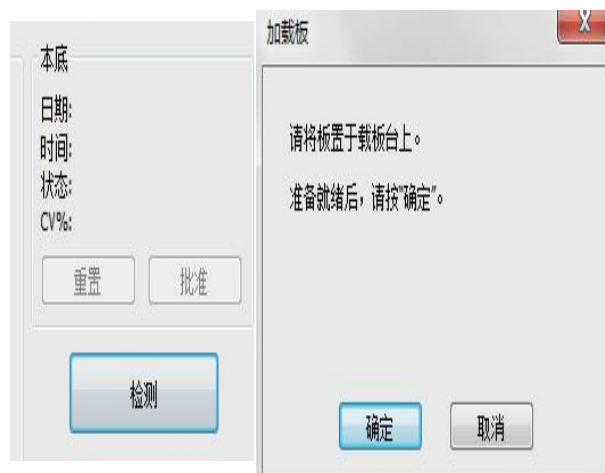 本底
日期:
时间:
状态:
CV%:
重置
批准
检测
加载板
请将板置于载板台上。
准备就绪后，请按"确定"。
确定
取消